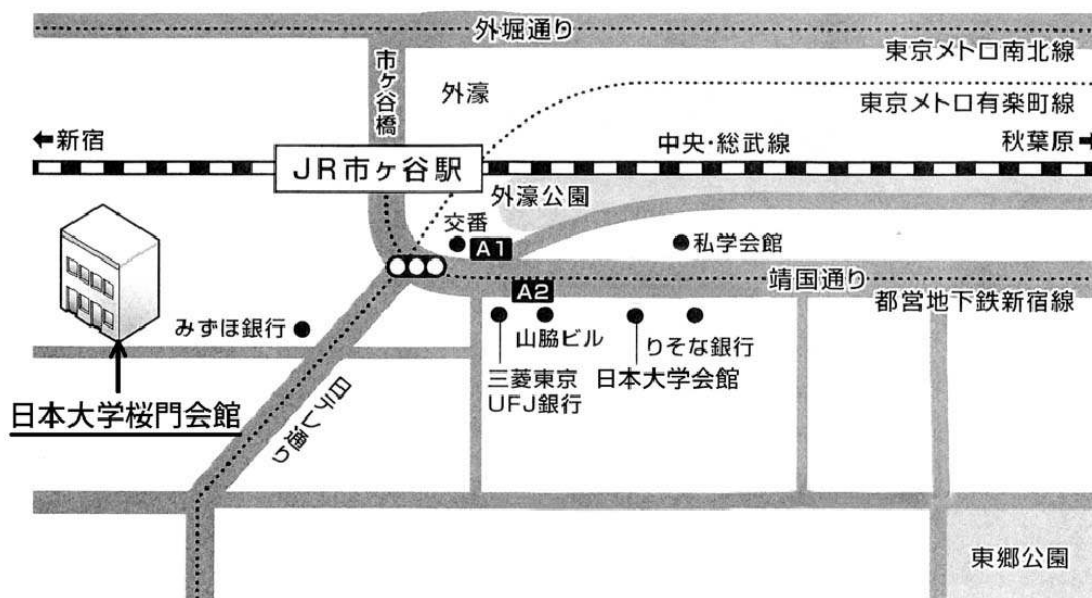 外堀通り
東京メトロ南北線
市ヶ谷橋
外濠
東京メトロ有楽町線
←新宿
中央・総武線
秋葉原→
JR市ヶ谷駅
外濠公園
交番
A1
私学会館
靖国通り
A2
都営地下鉄新宿線
みずほ銀行
山脇ビル
りそな銀行
三菱東京
UFJ銀行
日本大学会館
日本大学桜門会館
日テレ通り
東郷公園